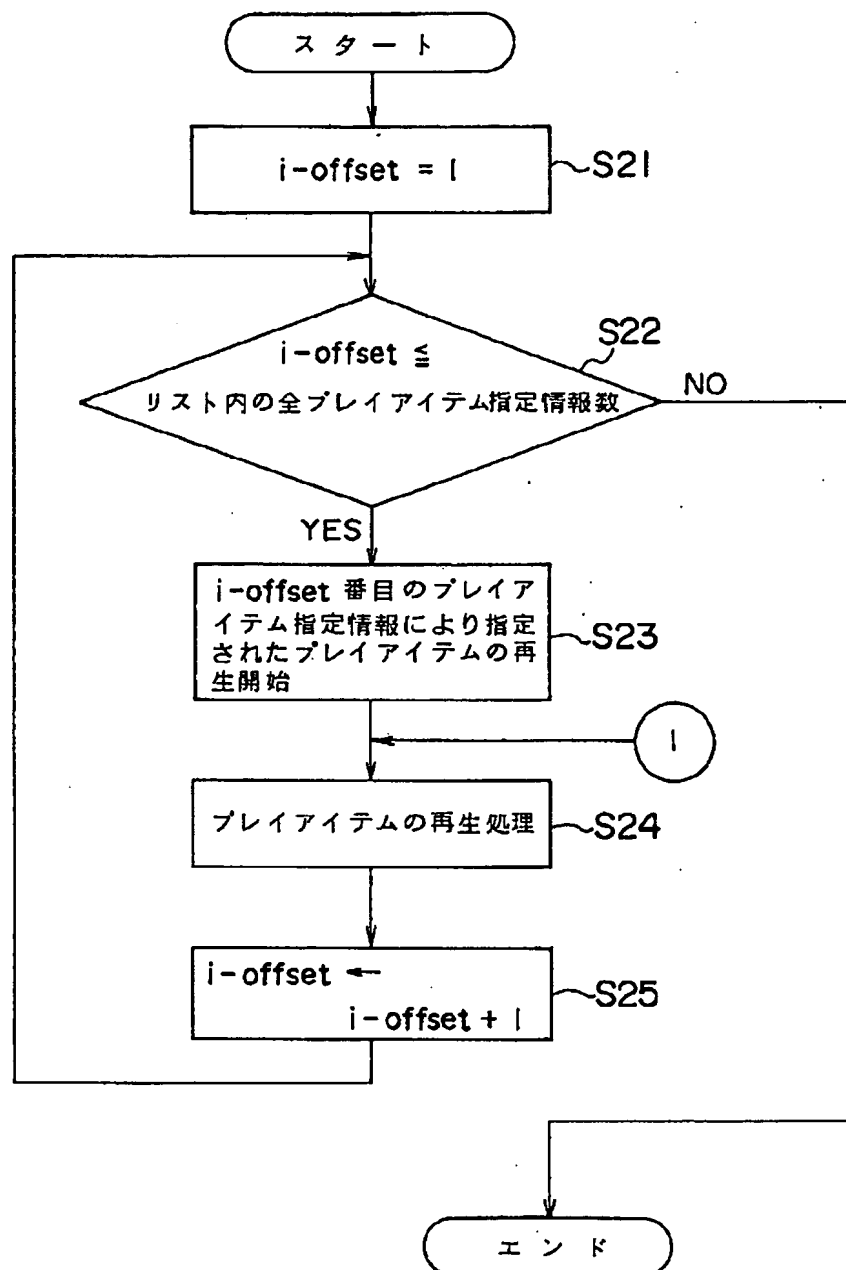 スタート
i-offset = 1
S21
i-offset ≦
S22
リスト内の全プレイアイテム指定情報数
NO
YES
i-offset 番目のプレイア
イテム指定情報により指定
されたプレイアイテムの再
生開始
S23
1
プレイアイテムの再生処理
S24
i-offset ←
i-offset + 1
S25
エンド